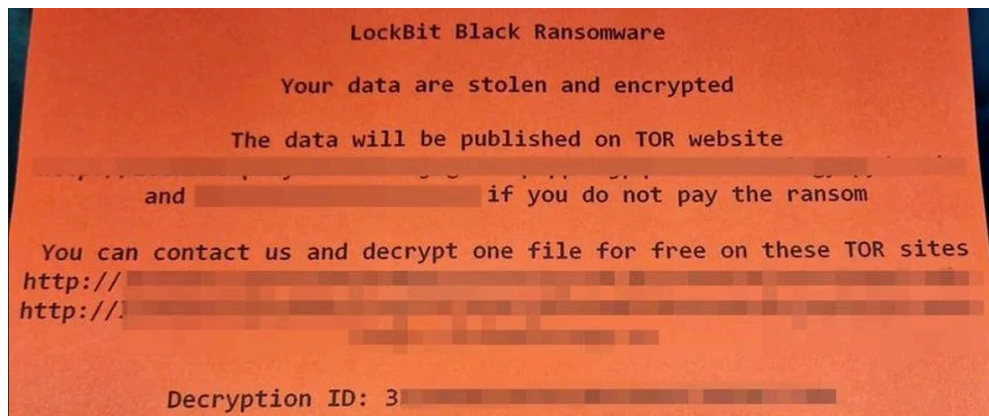 LockBit Black Ransomware
Your data are stolen and encrypted
The data will be published on TOR website
and if you do not pay the ransom
You can contact us and decrypt one file for free on these TOR sites
http://
http://
Decryption ID: 3